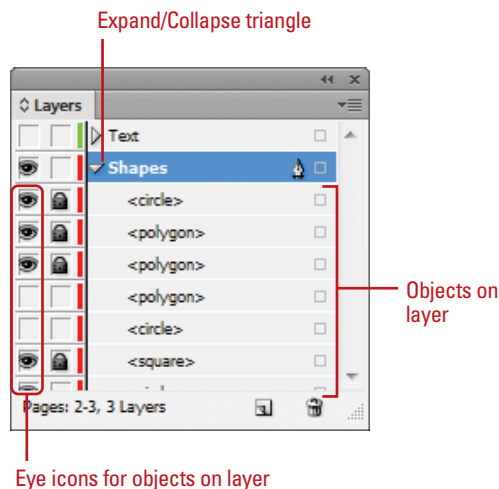 Expand/Collapse triangle
Layers
Text
Shapes
<circle>
<polygon>
<polygon>
<polygon>
<circle>
<square>
Objects on
layer
Pages: 2-3, 3 Layers
Eye icons for objects on layer